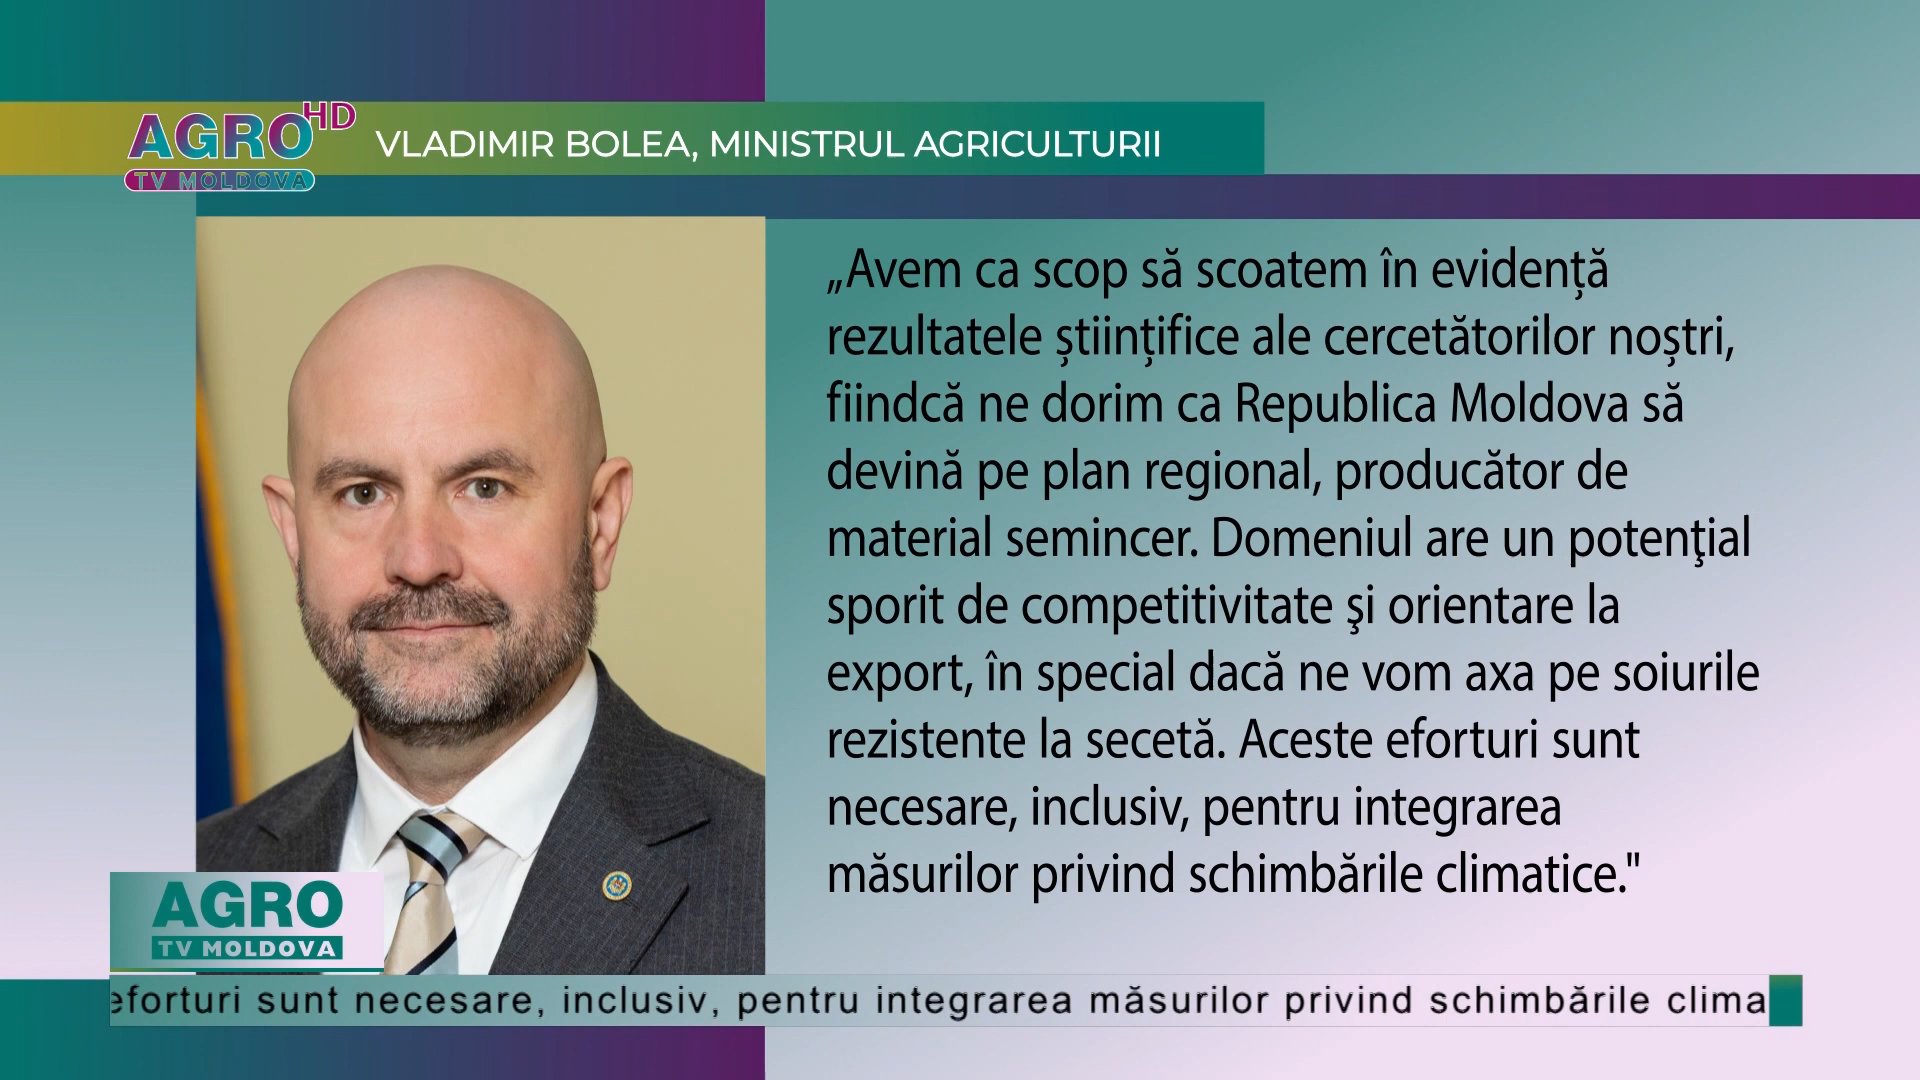 AGRO HD
TV MOLDOVA
VLADIMIR BOLEA, MINISTRUL AGRICULTURII
„Avem ca scop să scoatem în evidență
rezultatele științifice ale cercetătorilor noștri,
fiindcă ne dorim ca Republica Moldova să
devină pe plan regional, producător de
material semincer. Domeniul are un potenţial
sporit de competitivitate şi orientare la
export, în special dacă ne vom axa pe soiurile
rezistente la secetă. Aceste eforturi sunt
necesare, inclusiv, pentru integrarea
măsurilor privind schimbările climatice."
AGRO
TV MOLDOVA
eforturi sunt necesare, inclusiv, pentru integrarea măsurilor privind schimbările clima